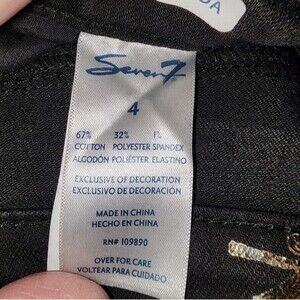 DA
Seven7
4
67% 32% 1%
COTTON POLYESTER SPANDEX
ALGODÓN POLIÉSTER ELASTINO
EXCLUSIVE OF DECORATION
EXCLUSIVO DE DECORACIÓN
MADE IN CHINA
HECHO EN CHINA
RN# 109890
OVER FOR CARE
VOLTEAR PARA CUIDADO